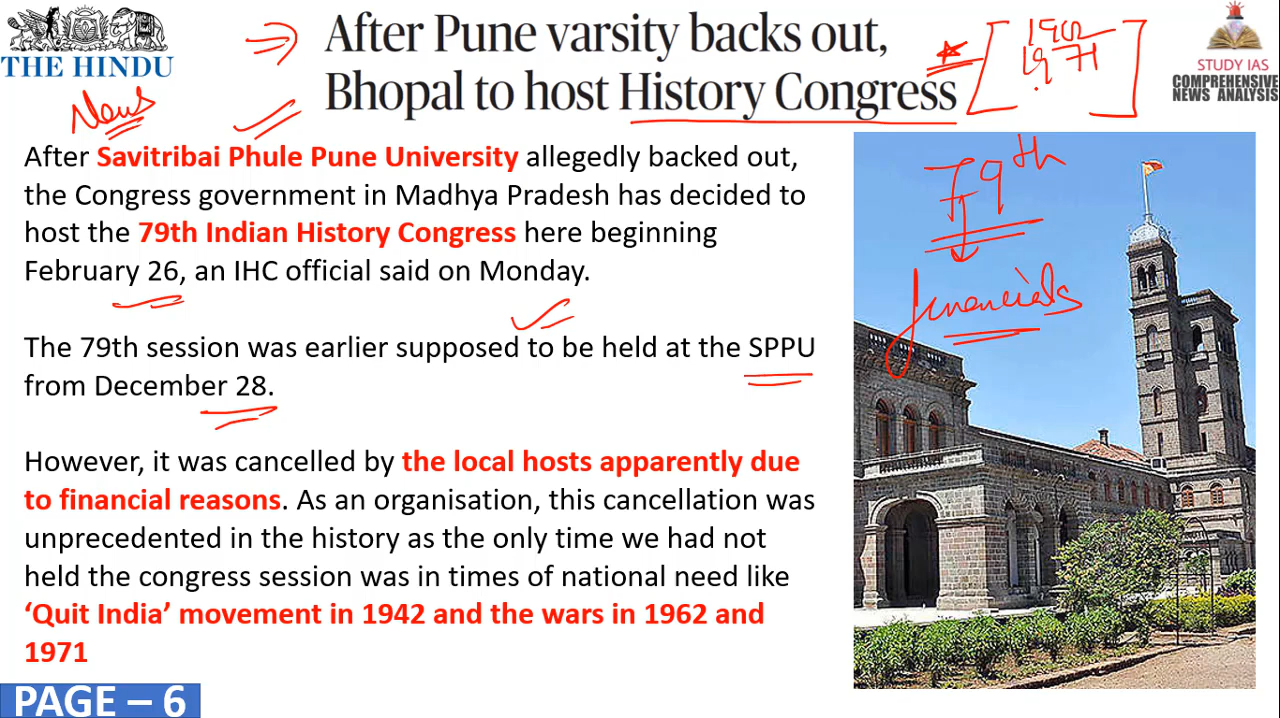 THE HINDU
After Pune varsity backs out,
Bhopal to host History Congress
1962
1971
STUDY IAS
COMPREHENSIVE
NEWS ANALYSIS
News
After Savitribai Phule Pune University allegedly backed out,
the Congress government in Madhya Pradesh has decided to
host the 79th Indian History Congress here beginning
February 26, an IHC official said on Monday.
The 79th session was earlier supposed to be held at the SPPU
from December 28.
However, it was cancelled by the local hosts apparently due
to financial reasons. As an organisation, this cancellation was
unprecedented in the history as the only time we had not
held the congress session was in times of national need like
‘Quit India’ movement in 1942 and the wars in 1962 and
1971
79th
financials
PAGE – 6